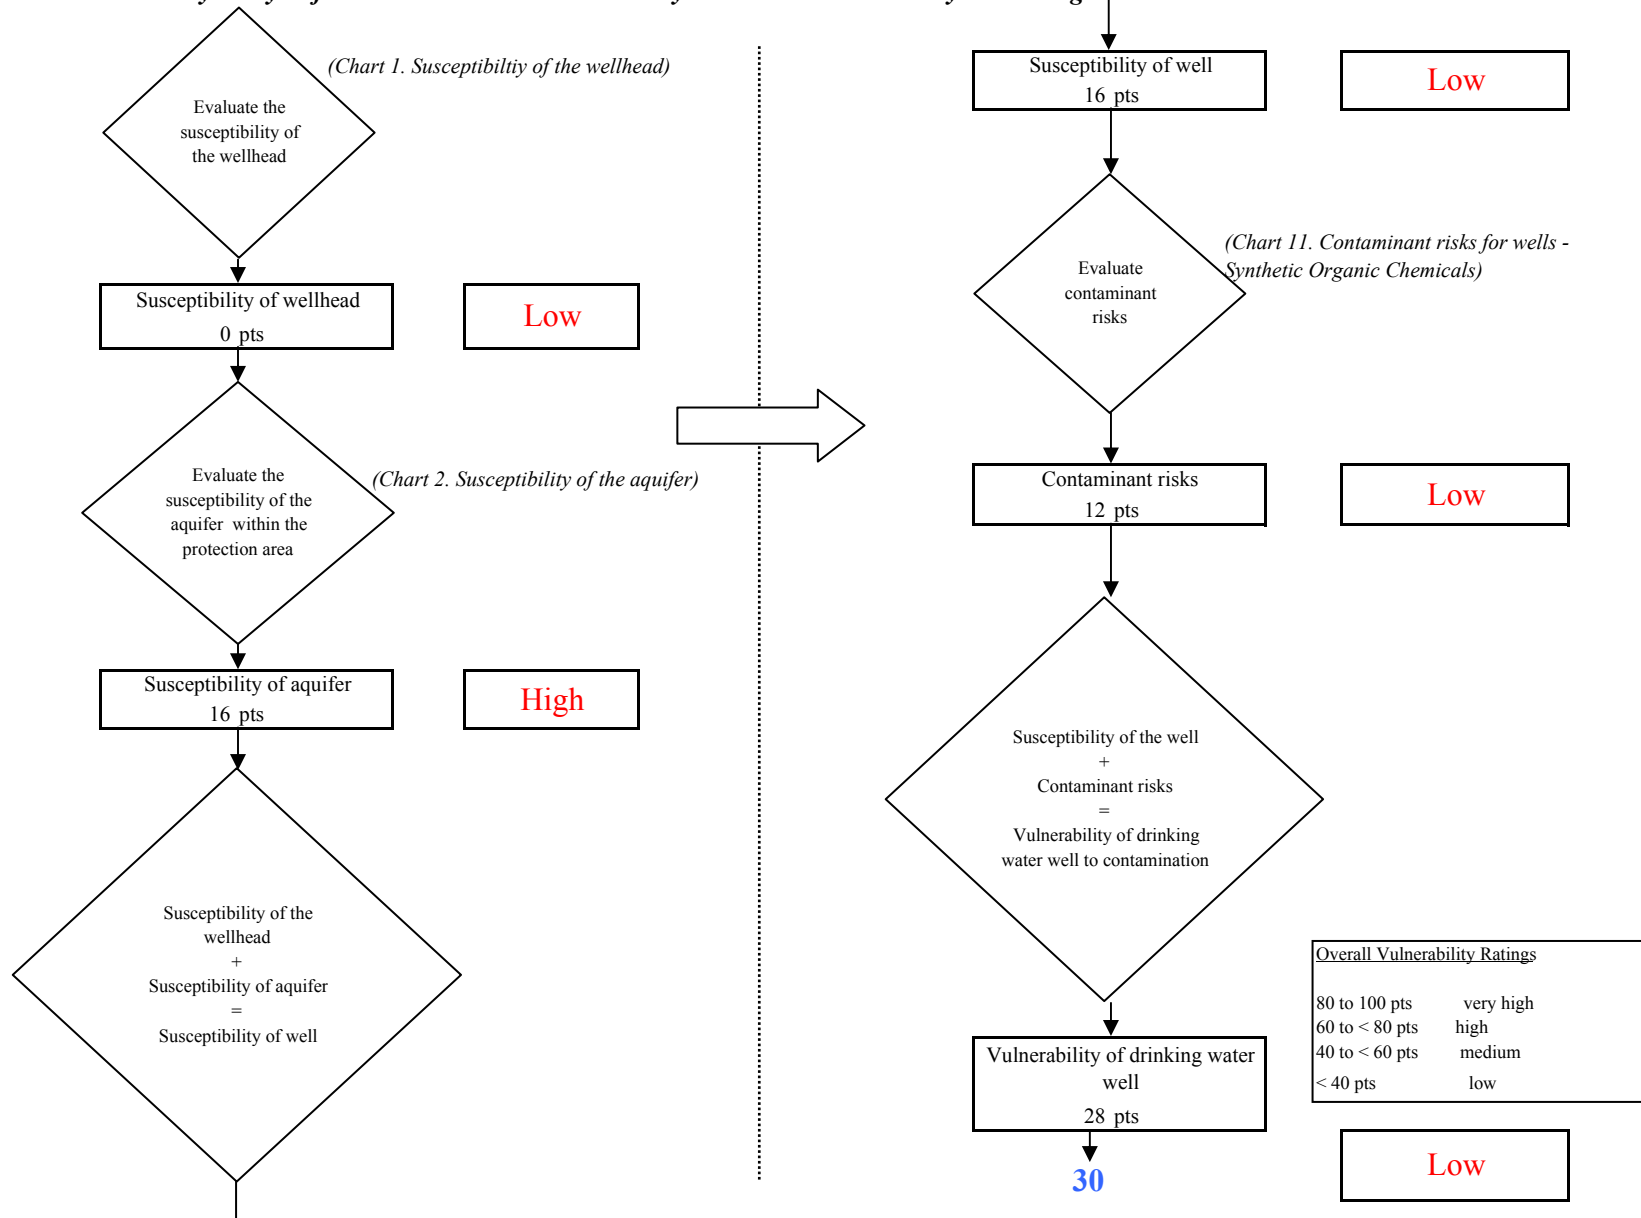 (Chart 1. Susceptibiltiy of the wellhead)
Evaluate the
susceptibility of
the wellhead
Susceptibility of wellhead
0 pts
Low
Evaluate the
susceptibility of the
aquifer within the
protection area
(Chart 2. Susceptibility of the aquifer)
Susceptibility of aquifer
16 pts
High
Susceptibility of the
wellhead
+
Susceptibility of aquifer
=
Susceptibility of well
Susceptibility of well
16 pts
Low
(Chart 11. Contaminant risks for wells -
Synthetic Organic Chemicals)
Evaluate
contaminant
risks
Contaminant risks
12 pts
Low
Susceptibility of the well
+
Contaminant risks
=
Vulnerability of drinking
water well to contamination
Overall Vulnerability Ratings
80 to 100 pts very high
60 to < 80 pts high
40 to < 60 pts medium
< 40 pts low
Vulnerability of drinking water
well
28 pts
30
Low